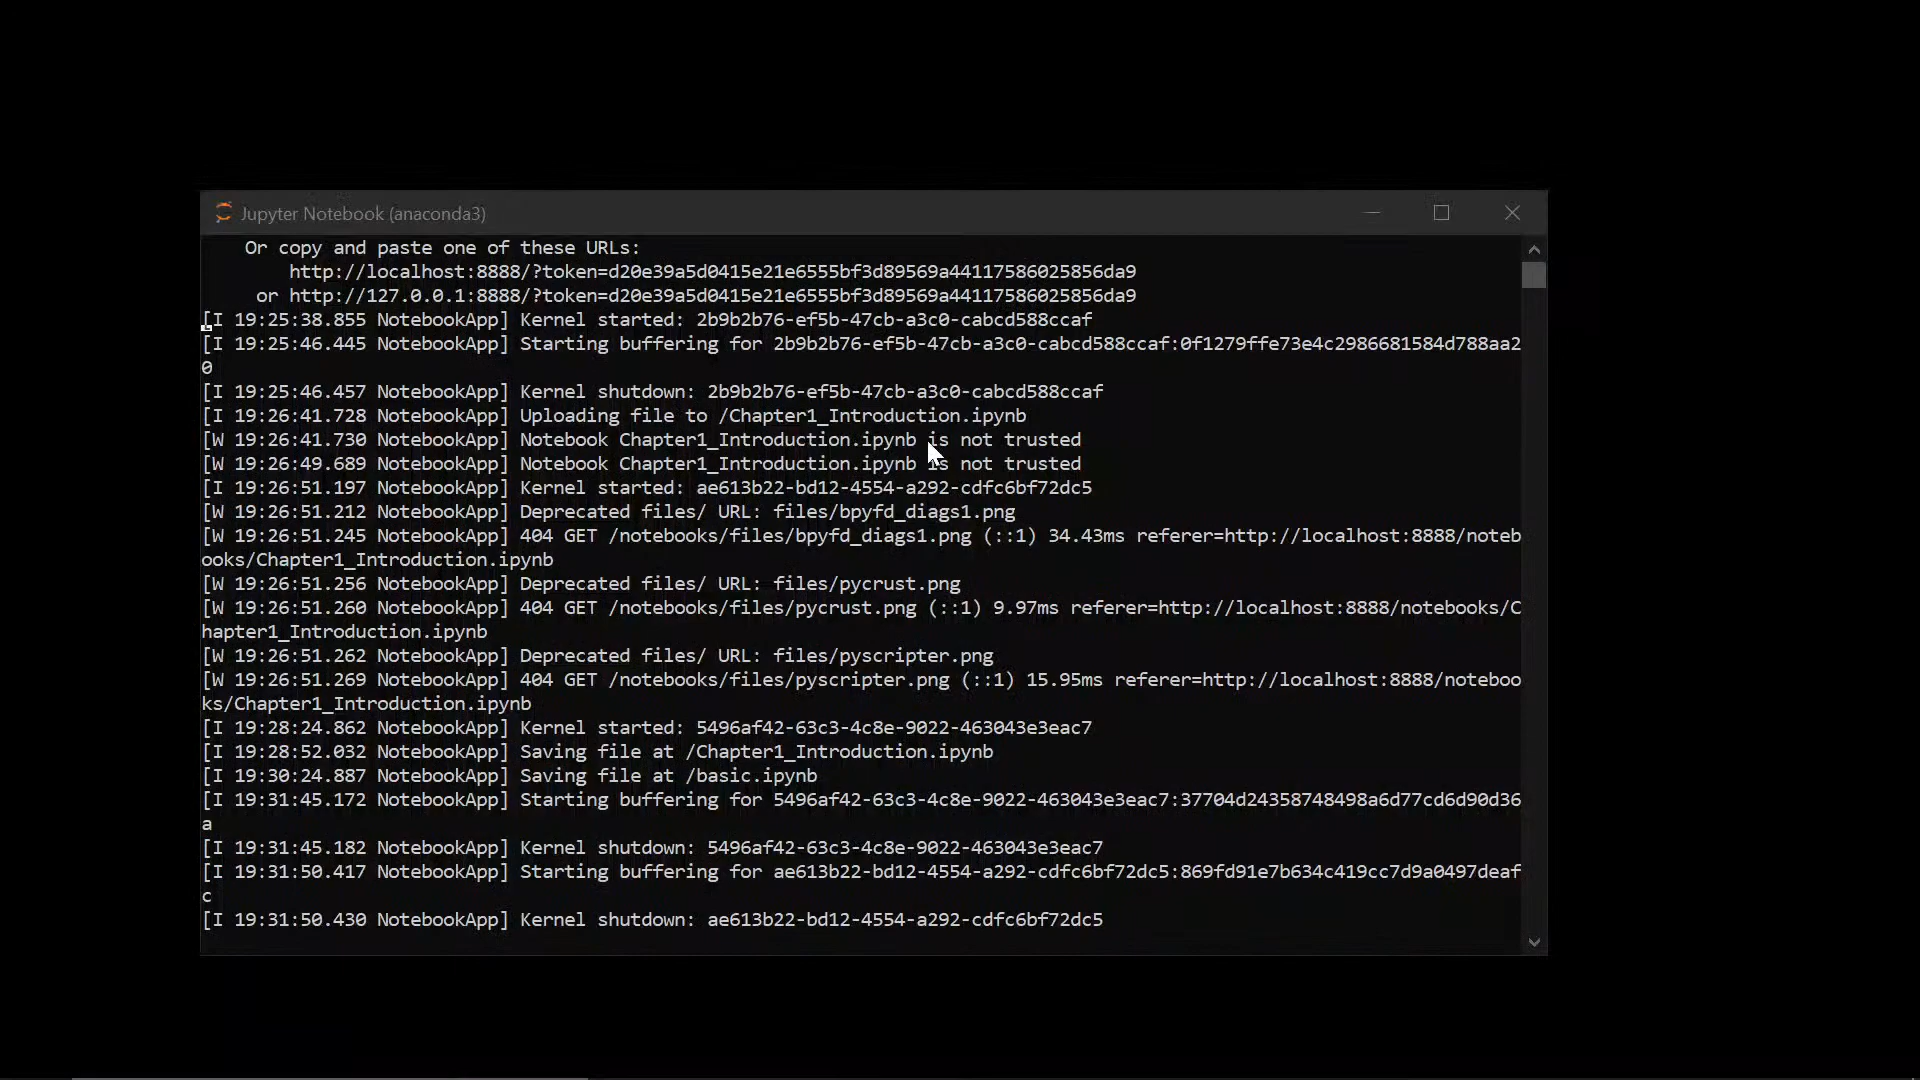 Jupyter Notebook (anaconda3)
Or copy and paste one of these URLs:
http://localhost:8888/?token=d20e39a5d0415e21e6555bf3d89569a44117586025856da9
or http://127.0.0.1:8888/?token=d20e39a5d0415e21e6555bf3d89569a44117586025856da9
[I 19:25:38.855 NotebookApp] Kernel started: 2b9b2b76-ef5b-47cb-a3c0-cabcd588ccaf
[I 19:25:46.445 NotebookApp] Starting buffering for 2b9b2b76-ef5b-47cb-a3c0-cabcd588ccaf:0f1279ffe73e4c2986681584d788aa2
0
[I 19:25:46.457 NotebookApp] Kernel shutdown: 2b9b2b76-ef5b-47cb-a3c0-cabcd588ccaf
[I 19:26:41.728 NotebookApp] Uploading file to /Chapter1_Introduction.ipynb
[W 19:26:41.730 NotebookApp] Notebook Chapter1_Introduction.ipynb is not trusted
[W 19:26:49.689 NotebookApp] Notebook Chapter1_Introduction.ipynb is not trusted
[I 19:26:51.197 NotebookApp] Kernel started: ae613b22-bd12-4554-a292-cdfc6bf72dc5
[W 19:26:51.212 NotebookApp] Deprecated files/ URL: files/bpyfd_diags1.png
[W 19:26:51.245 NotebookApp] 404 GET /notebooks/files/bpyfd_diags1.png (::1) 34.43ms referer=http://localhost:8888/noteb
ooks/Chapter1_Introduction.ipynb
[W 19:26:51.256 NotebookApp] Deprecated files/ URL: files/pycrust.png
[W 19:26:51.260 NotebookApp] 404 GET /notebooks/files/pycrust.png (::1) 9.97ms referer=http://localhost:8888/notebooks/C
hapter1_Introduction.ipynb
[W 19:26:51.262 NotebookApp] Deprecated files/ URL: files/pyscripter.png
[W 19:26:51.269 NotebookApp] 404 GET /notebooks/files/pyscripter.png (::1) 15.95ms referer=http://localhost:8888/noteboo
ks/Chapter1_Introduction.ipynb
[I 19:28:24.862 NotebookApp] Kernel started: 5496af42-63c3-4c8e-9022-463043e3eac7
[I 19:28:52.032 NotebookApp] Saving file at /Chapter1_Introduction.ipynb
[I 19:30:24.887 NotebookApp] Saving file at /basic.ipynb
[I 19:31:45.172 NotebookApp] Starting buffering for 5496af42-63c3-4c8e-9022-463043e3eac7:37704d24358748498a6d77cd6d90d36
a
[I 19:31:45.182 NotebookApp] Kernel shutdown: 5496af42-63c3-4c8e-9022-463043e3eac7
[I 19:31:50.417 NotebookApp] Starting buffering for ae613b22-bd12-4554-a292-cdfc6bf72dc5:869fd91e7b634c419cc7d9a0497deaf
c
[I 19:31:50.430 NotebookApp] Kernel shutdown: ae613b22-bd12-4554-a292-cdfc6bf72dc5